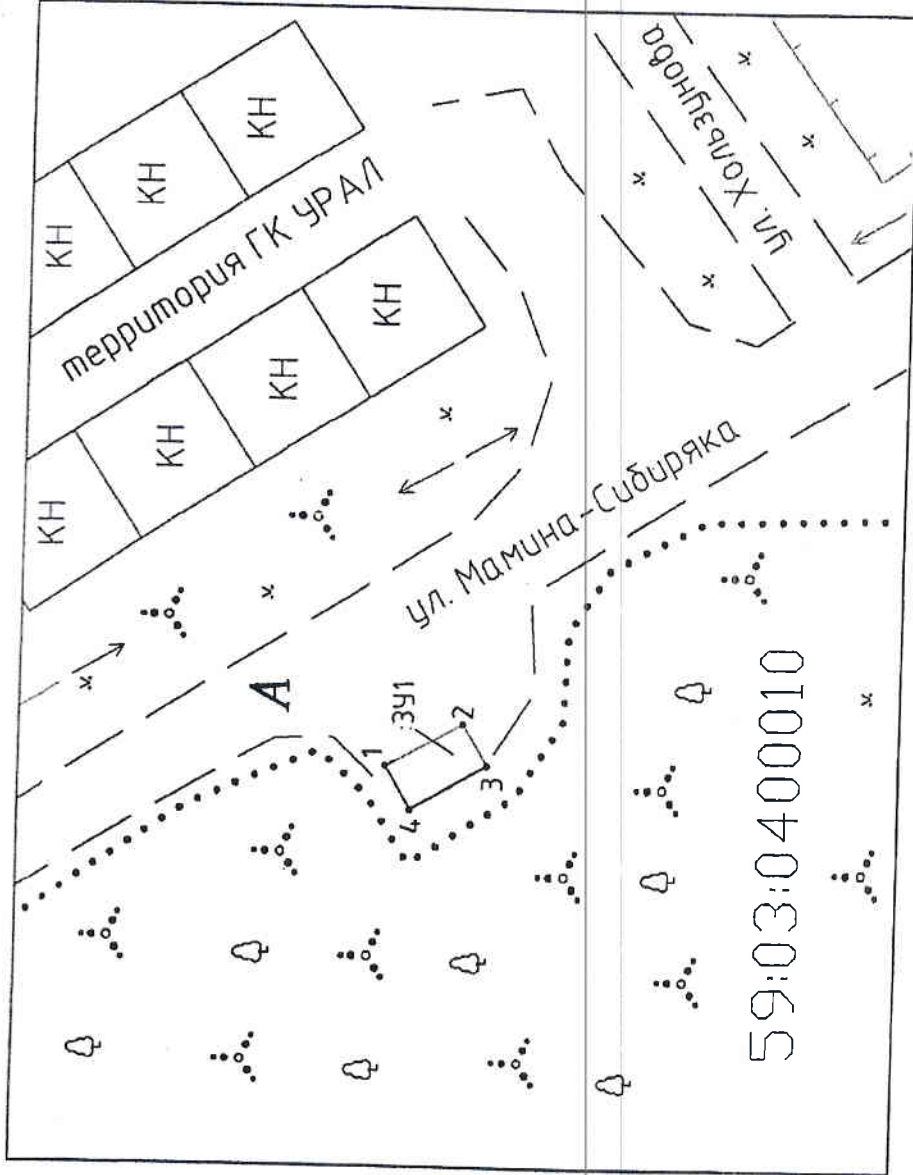 КН
КН
КН
территория ГК УРАЛ
КН
КН
КН
КН
ул. Хользунова
ул. Мамина-Сибиряка
А
1
:ЗУ1
2
3
4
59:03:0400010